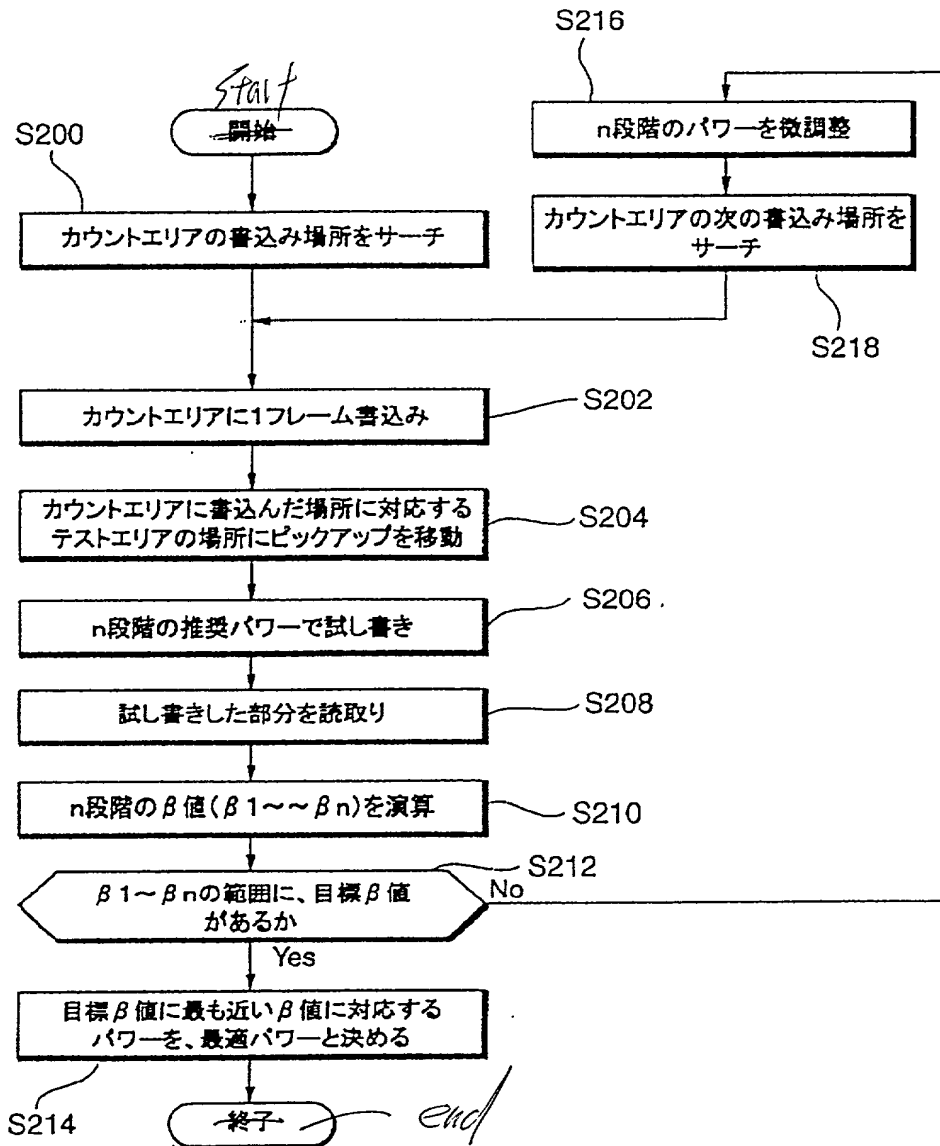 Start
開始
S200
カウントエリアの書込み場所をサーチ
S216
n段階のパワーを微調整
カウントエリアの次の書込み場所を
サーチ
S218
カウントエリアに1フレーム書込み
S202
カウントエリアに書込んだ場所に対応する
テストエリアの場所にピックアップを移動
S204
n段階の推奨パワーで試し書き
S206
試し書きした部分を読取り
S208
n段階のβ値(β1~~βn)を演算
S210
S212
β1~βnの範囲に、目標β値
があるか
No
Yes
目標β値に最も近いβ値に対応する
パワーを、最適パワーと決める
S214
終了
end